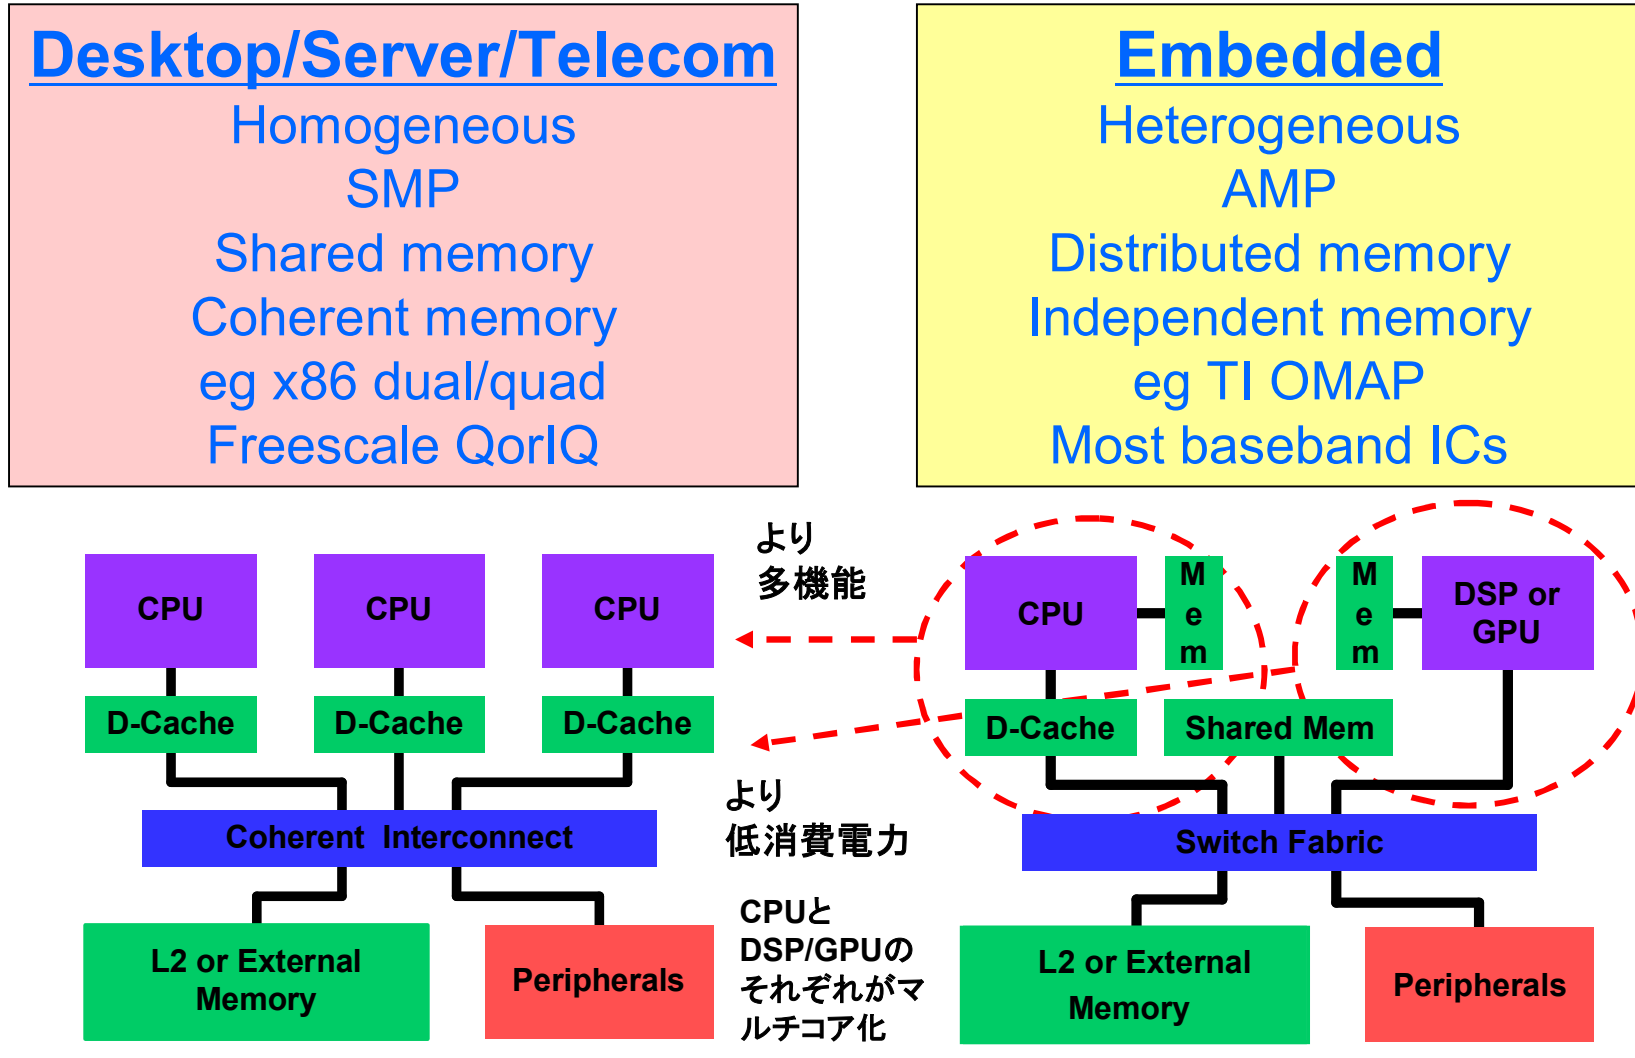 Desktop/Server/Telecom
Homogeneous
SMP
Shared memory
Coherent memory
eg x86 dual/quad
Freescale QorIQ
Embedded
Heterogeneous
AMP
Distributed memory
Independent memory
eg TI OMAP
Most baseband ICs
CPU
CPU
CPU
D-Cache
D-Cache
D-Cache
Coherent Interconnect
L2 or External
Memory
Peripherals
より
多機能
より
低消費電力
CPUと
DSP/GPUの
それぞれがマ
ルチコア化
CPU
Mem
Mem
DSP or
GPU
D-Cache
Shared Mem
Switch Fabric
L2 or External
Memory
Peripherals